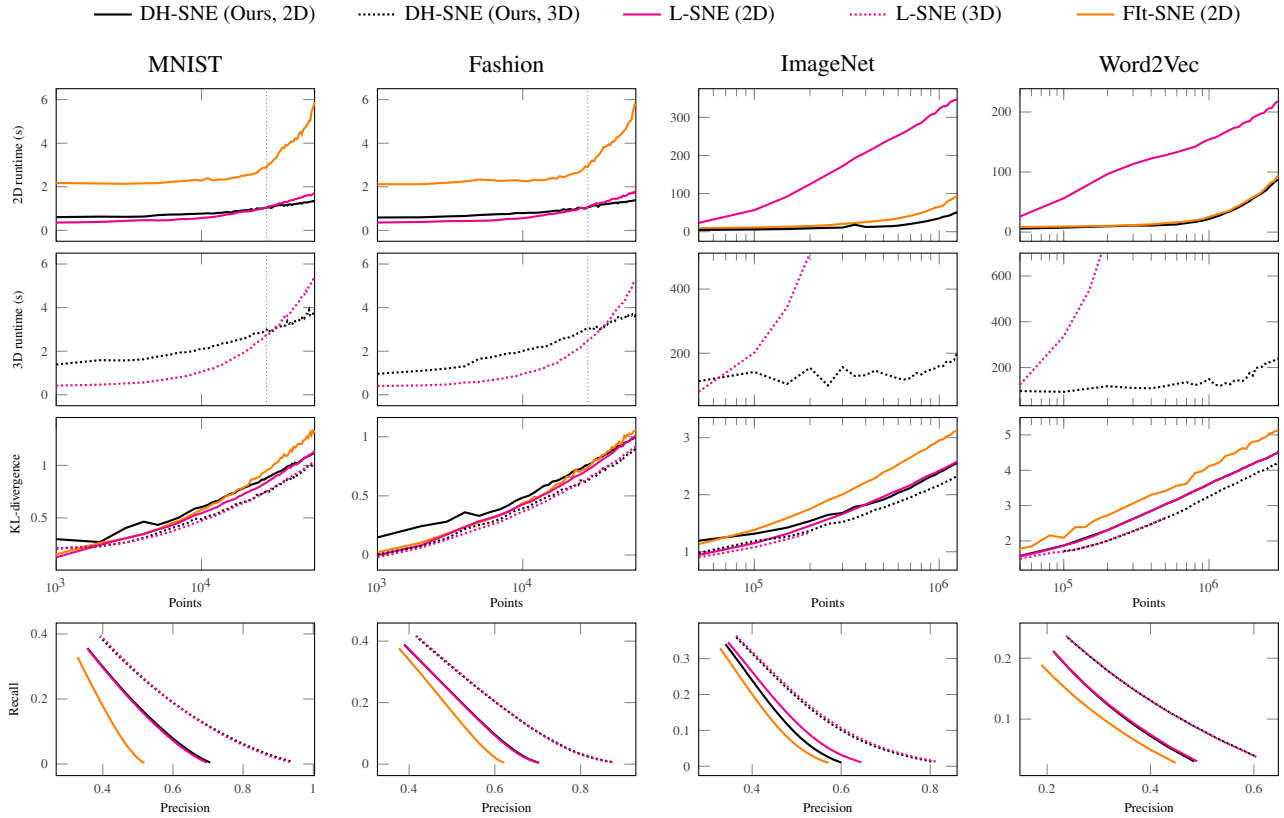 DH-SNE (Ours, 2D) DH-SNE (Ours, 3D) L-SNE (2D) L-SNE (3D) FIt-SNE (2D)
MNIST Fashion ImageNet Word2Vec
2D runtime (s)
6 6 300 200
4 4 200
2 2 100 100
0 0 0 0
3D runtime (s)
6 6 400 600
4 4 400
2 2 200 200
0 0
KL-divergence
1 1 3 5
0.5 0.5 2 4
0 1 3
2
10³ 10⁴ 10³ 10⁴ 10⁵ 10⁶ 10⁵ 10⁶
Points Points Points Points
Recall
0.4 0.4 0.3 0.2
0.2 0.2 0.2 0.1
0 0 0.1
0
0.4 0.6 0.8 1 0.4 0.6 0.8 0.4 0.6 0.8 0.2 0.4 0.6
Precision Precision Precision Precision